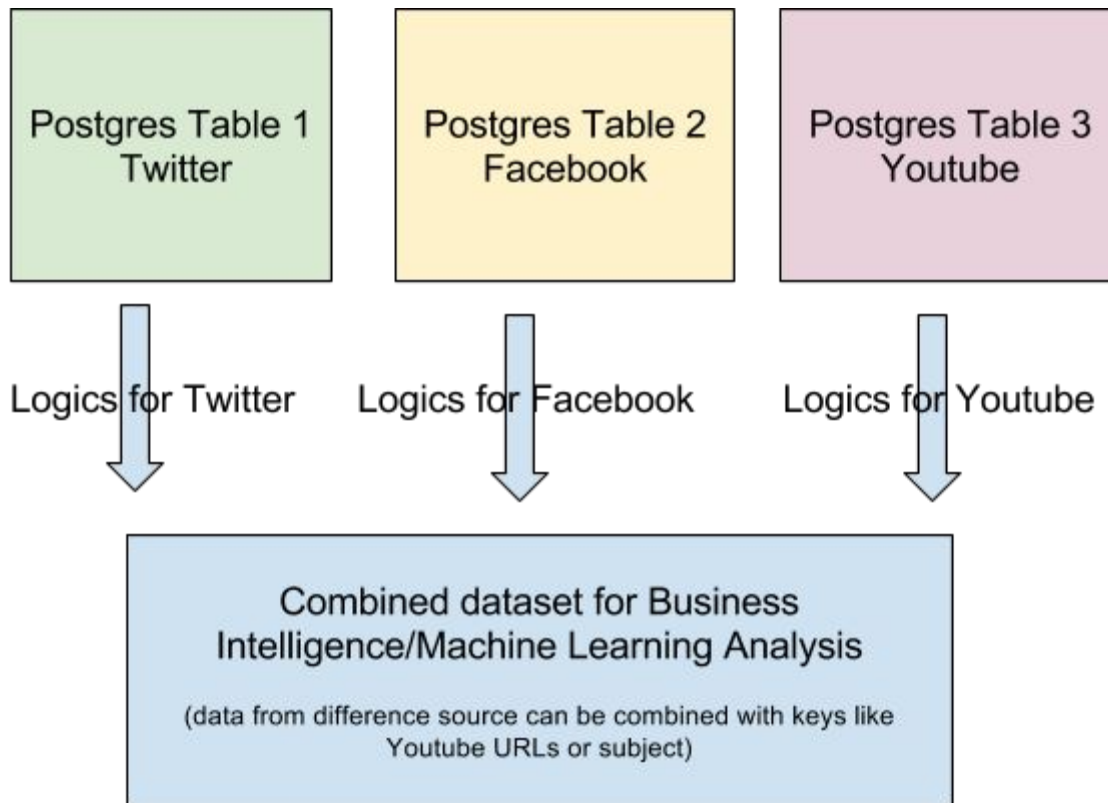 Postgres Table 1
Twitter
Postgres Table 2
Facebook
Postgres Table 3
Youtube
Logics for Twitter
Logics for Facebook
Logics for Youtube
Combined dataset for Business
Intelligence/Machine Learning Analysis
(data from difference source can be combined with keys like
Youtube URLs or subject)